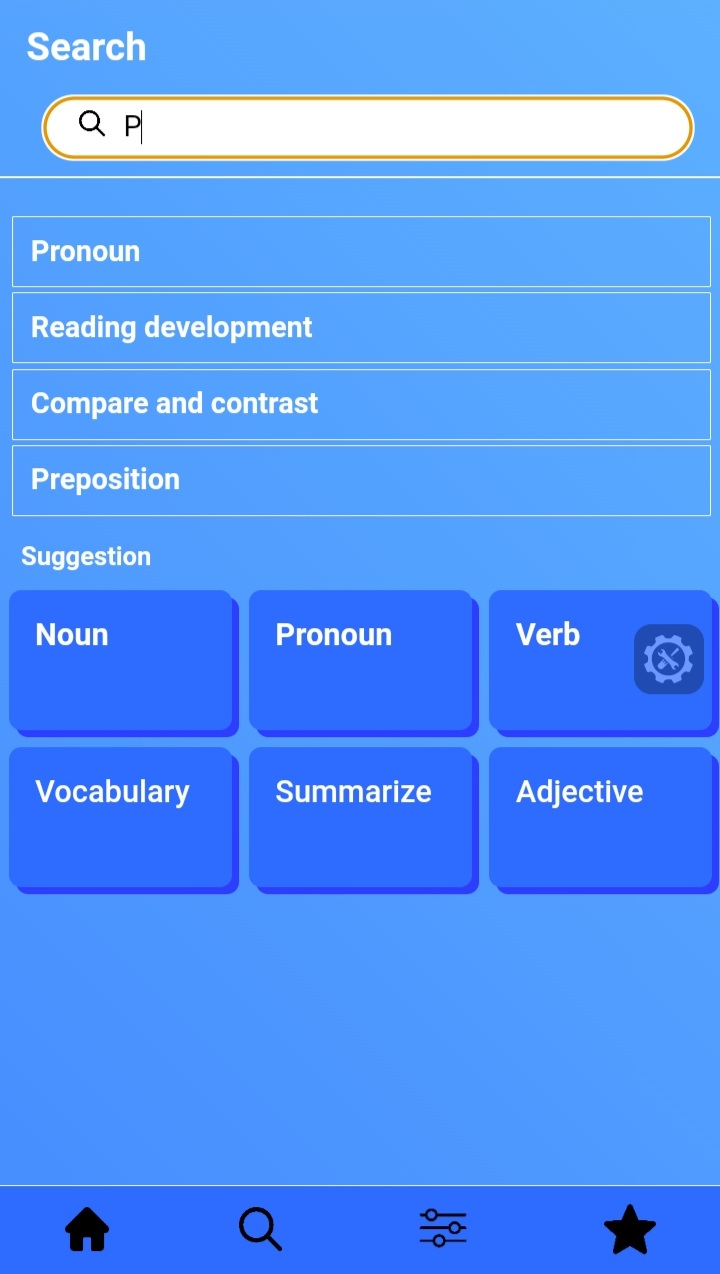 Search
P
Pronoun
Reading development
Compare and contrast
Preposition
Suggestion
Noun
Pronoun
Verb
Vocabulary
Summarize
Adjective